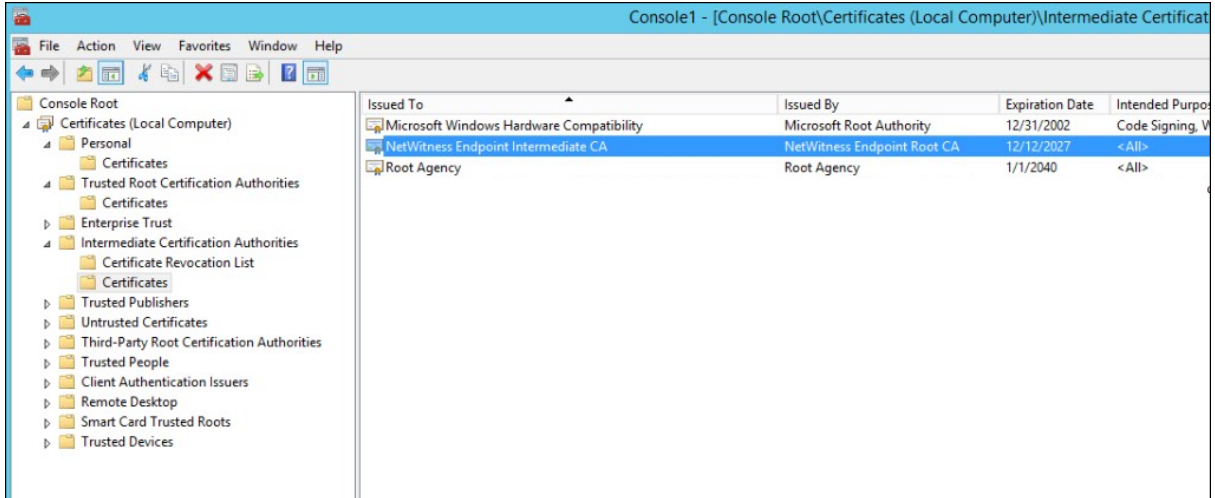 Console1 - [Console Root\Certificates (Local Computer)\Intermediate Certificat
File Action View Favorites Window Help
Console Root
Certificates (Local Computer)
Personal
Certificates
Trusted Root Certification Authorities
Certificates
Enterprise Trust
Intermediate Certification Authorities
Certificate Revocation List
Certificates
Trusted Publishers
Untrusted Certificates
Third-Party Root Certification Authorities
Trusted People
Client Authentication Issuers
Remote Desktop
Smart Card Trusted Roots
Trusted Devices
Issued To Issued By Expiration Date Intended Purpos
Microsoft Windows Hardware Compatibility Microsoft Root Authority 12/31/2002 Code Signing, W
NetWitness Endpoint Intermediate CA NetWitness Endpoint Root CA 12/12/2027 <All>
Root Agency Root Agency 1/1/2040 <All>